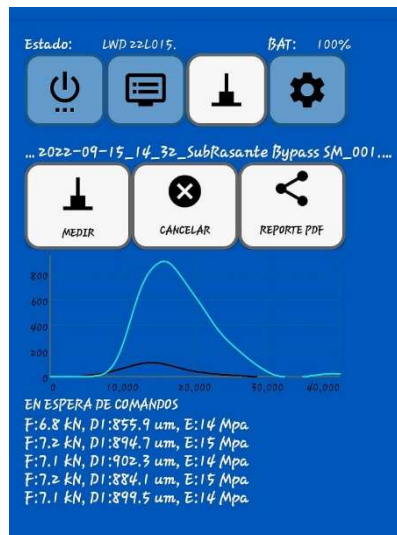 Estado: LWD 22L015. BAT: 100%
... 2022-09-15_14_32_SubRasante Bypass SM_001....
MEDIR CANCELAR REPORTE PDF
800
600
400
200
0
0 10,000 20,000 30,000 40,000
EN ESPERA DE COMANDOS
F:6.8 kN, D1:855.9 um, E:14 Mpa
F:7.2 kN, D1:894.7 um, E:15 Mpa
F:7.1 kN, D1:902.3 um, E:14 Mpa
F:7.2 kN, D1:884.1 um, E:15 Mpa
F:7.1 kN, D1:899.5 um, E:14 Mpa